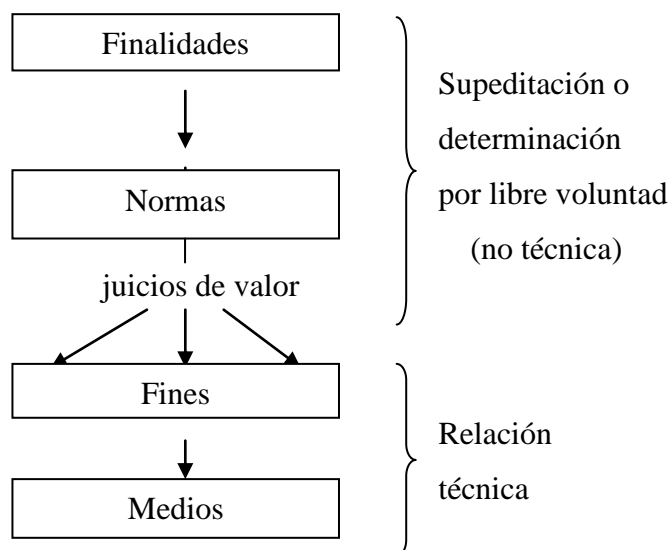 Finalidades
Supeditación o
determinación
por libre voluntad
(no técnica)
Normas
juicios de valor
Fines
Relación
técnica
Medios